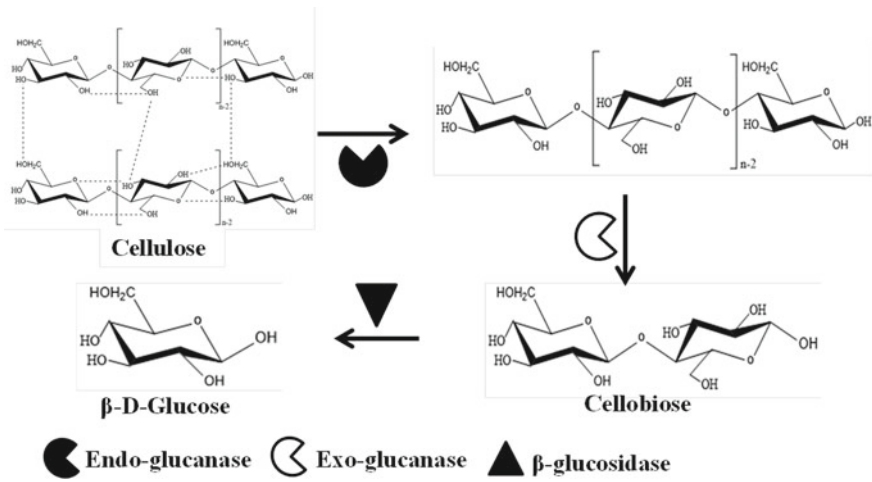 HOH₂C OH HOH₂C
HO O O O OH
HO OH OH HO OH
n-2
HOH₂C OH HOH₂C
HO O O O OH
HO OH OH HO OH
n-2
Cellulose
HOH₂C OH HOH₂C
HO O HO O O OH
HO OH OH HO OH
n-2
HOH₂C
HO O OH
HO OH
β-D-Glucose
HOH₂C OH
HO O HO OH
HO OH O O
OH
Cellobiose
Endo-glucanase Exo-glucanase β-glucosidase